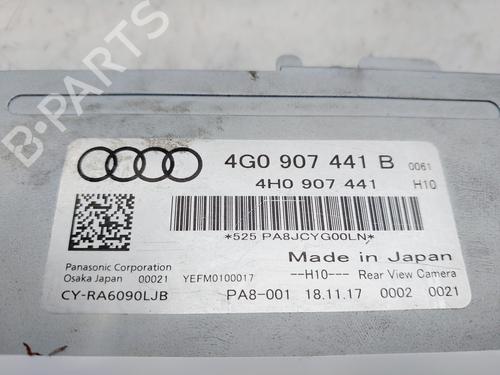 B-PARTS
4G0 907 441 B 0061
4H0 907 441 H10
*525 PA8JCYG00LN*
Made in Japan
Panasonic Corporation
Osaka Japan 00021 YEFM0100017 --H10--- Rear View Camera
CY-RA6090LJB PA8-001 18.11.17 0002 0021